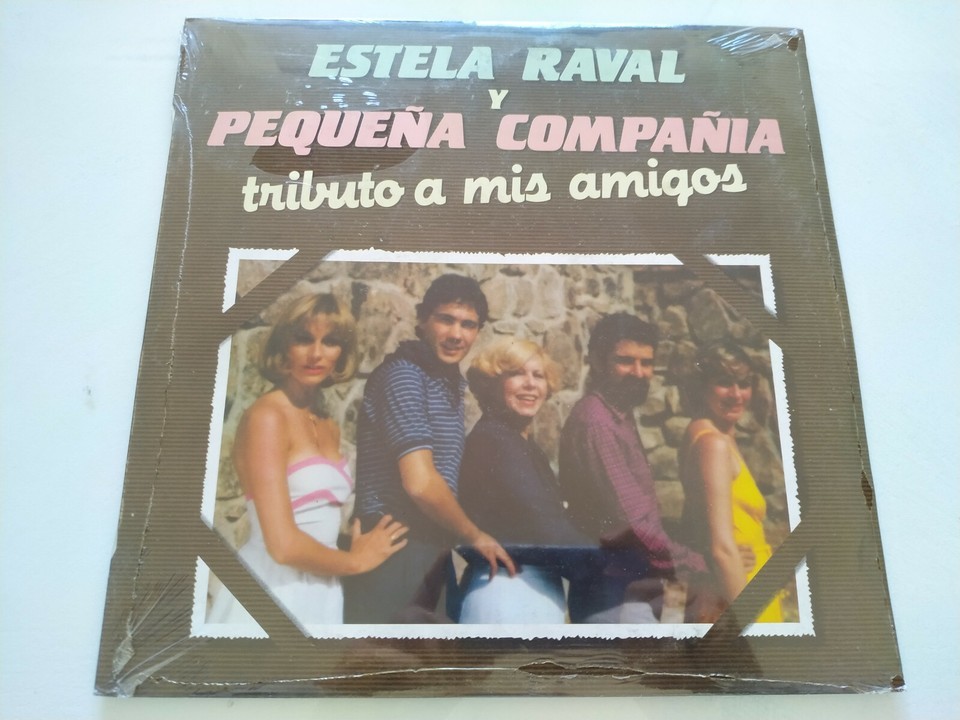 ESTELA RAVAL
Y
PEQUEÑA COMPAÑIA
tributo a mis amigos